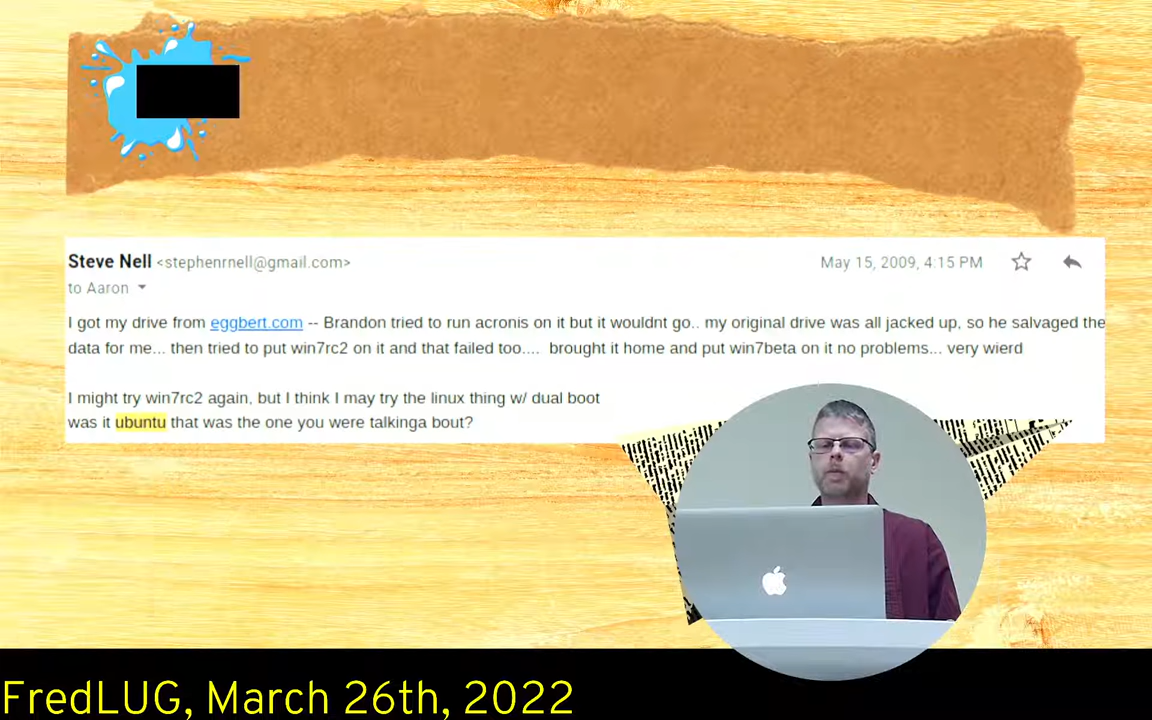 Steve Nell <stephenrnell@gmail.com>
May 15, 2009, 4:15 PM
to Aaron
I got my drive from eggbert.com -- Brandon tried to run acronis on it but it wouldnt go.. my original drive was all jacked up, so he salvaged the
data for me... then tried to put win7rc2 on it and that failed too.... brought it home and put win7beta on it no problems... very wierd
I might try win7rc2 again, but I think I may try the linux thing w/ dual boot
was it ubuntu that was the one you were talkinga bout?
FredLUG, March 26th, 2022